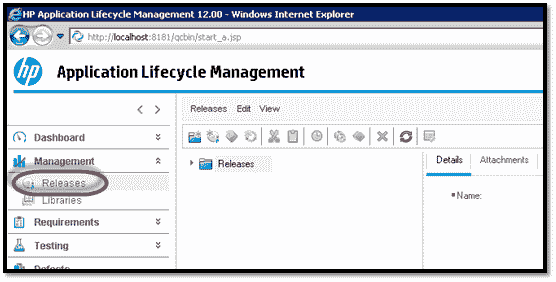 HP Application Lifecycle Management 12.00 - Windows Internet Explorer
http://localhost:8181/qcbin/start_a.jsp
hp Application Lifecycle Management
Releases Edit View
Dashboard
Management
Releases
Libraries
Requirements
Testing
Defects
Releases
Details Attachments
Name: